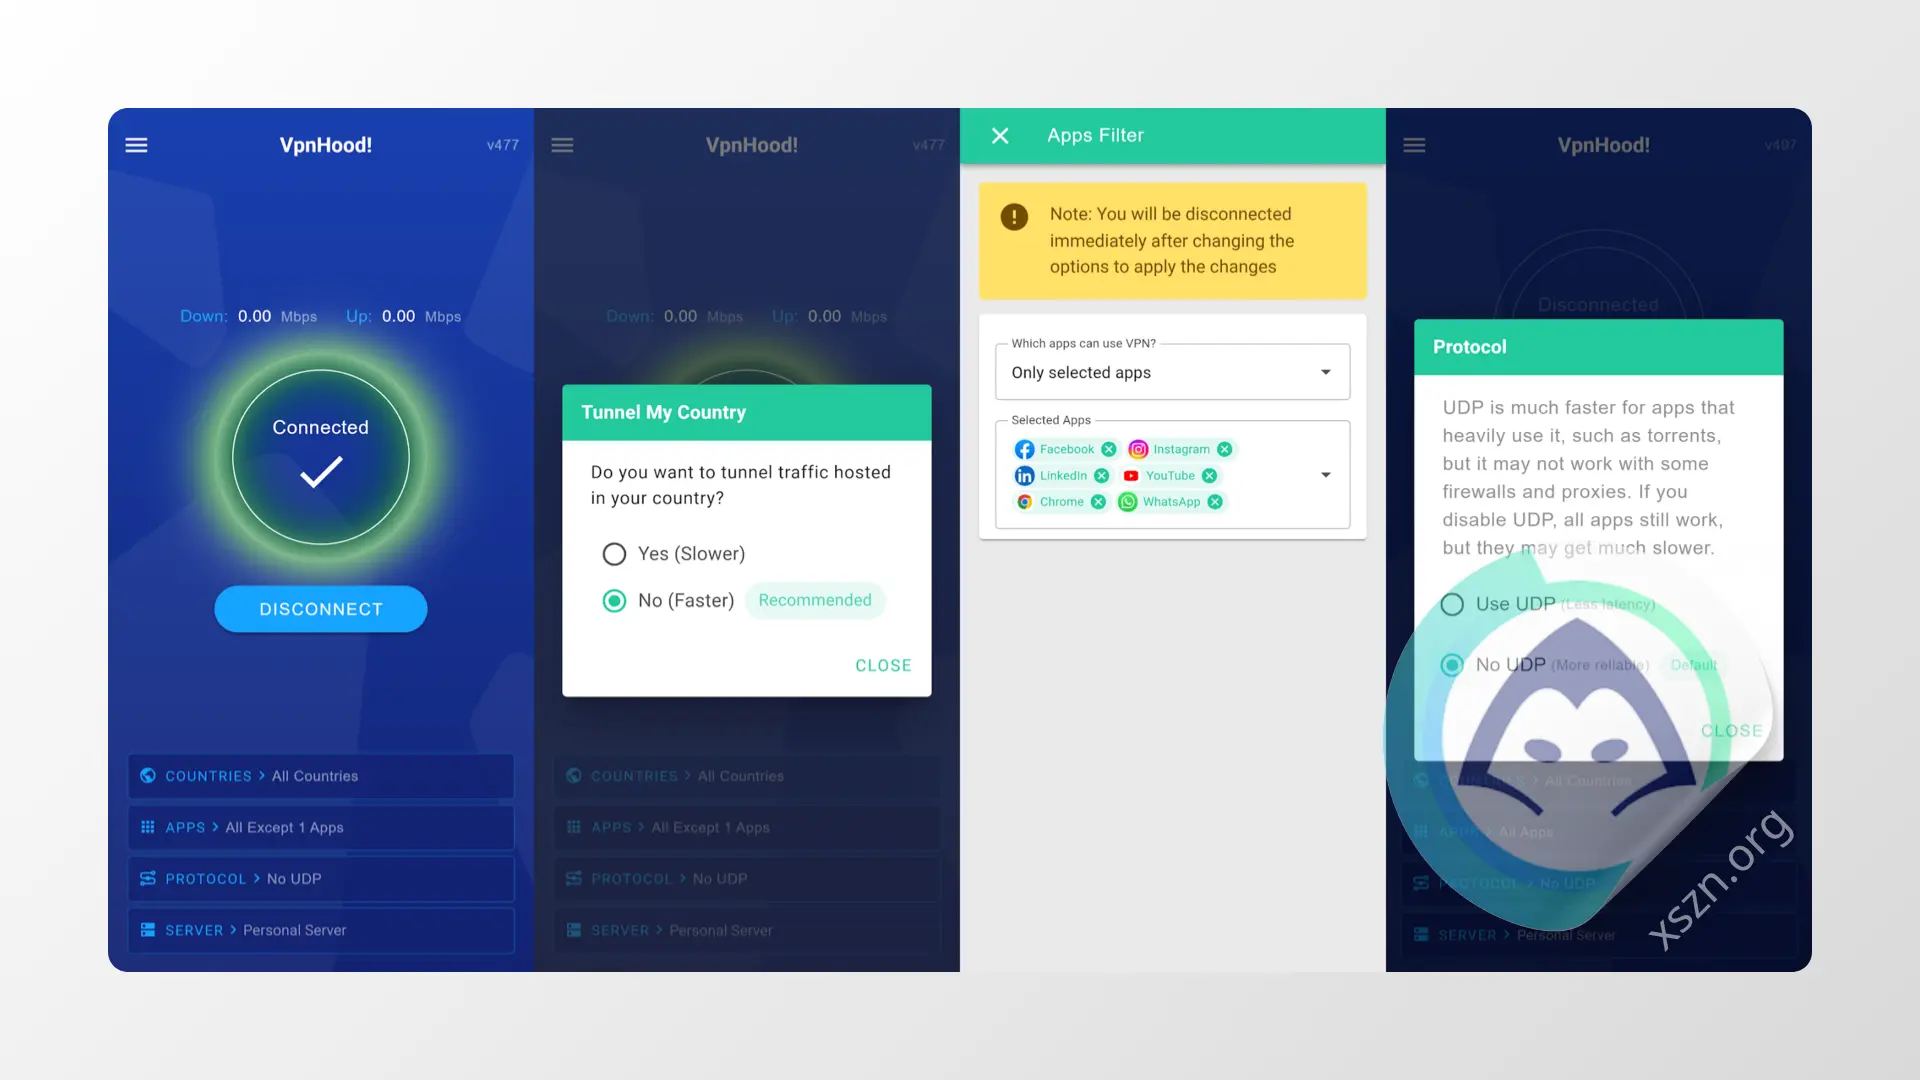 VpnHood!
v477
Down: 0.00 Mbps Up: 0.00 Mbps
Connected
DISCONNECT
COUNTRIES > All Countries
APPS > All Except 1 Apps
PROTOCOL > No UDP
SERVER > Personal Server
VpnHood!
v477
Down: 0.00 Mbps Up: 0.00 Mbps
Tunnel My Country
Do you want to tunnel traffic hosted
in your country?
Yes (Slower)
No (Faster) Recommended
CLOSE
COUNTRIES > All Countries
APPS > All Except 1 Apps
PROTOCOL > No UDP
SERVER > Personal Server
Apps Filter
Note: You will be disconnected
immediately after changing the
options to apply the changes
Which apps can use VPN?
Only selected apps
Selected Apps
Facebook Instagram
LinkedIn YouTube
Chrome WhatsApp
VpnHood!
v497
Disconnected
Protocol
UDP is much faster for apps that
heavily use it, such as torrents,
but it may not work with some
firewalls and proxies. If you
disable UDP, all apps still work,
but they may get much slower.
Use UDP (Less latency)
No UDP (More reliable) Default
CLOSE
COUNTRIES > All Countries
APPS > All Apps
PROTOCOL > No UDP
SERVER > Personal Server
xszn.org